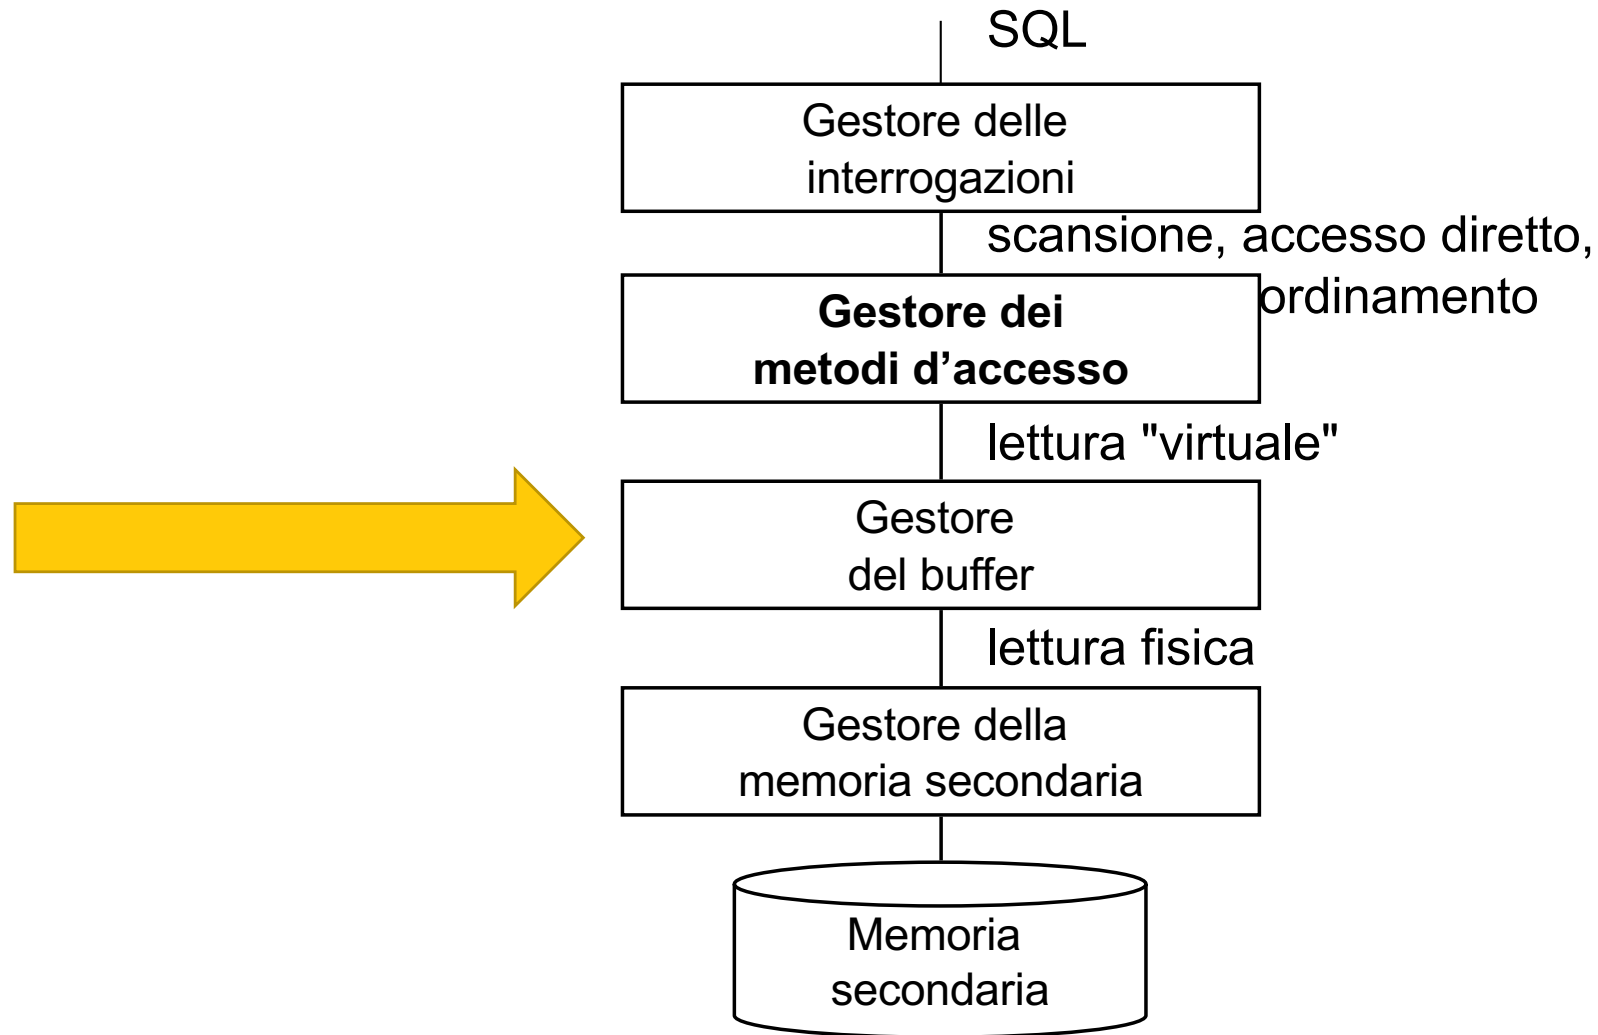 SQL
Gestore delle
interrogazioni
scansione, accesso diretto,
ordinamento
Gestore dei
metodi d’accesso
lettura "virtuale"
Gestore
del buffer
lettura fisica
Gestore della
memoria secondaria
Memoria
secondaria